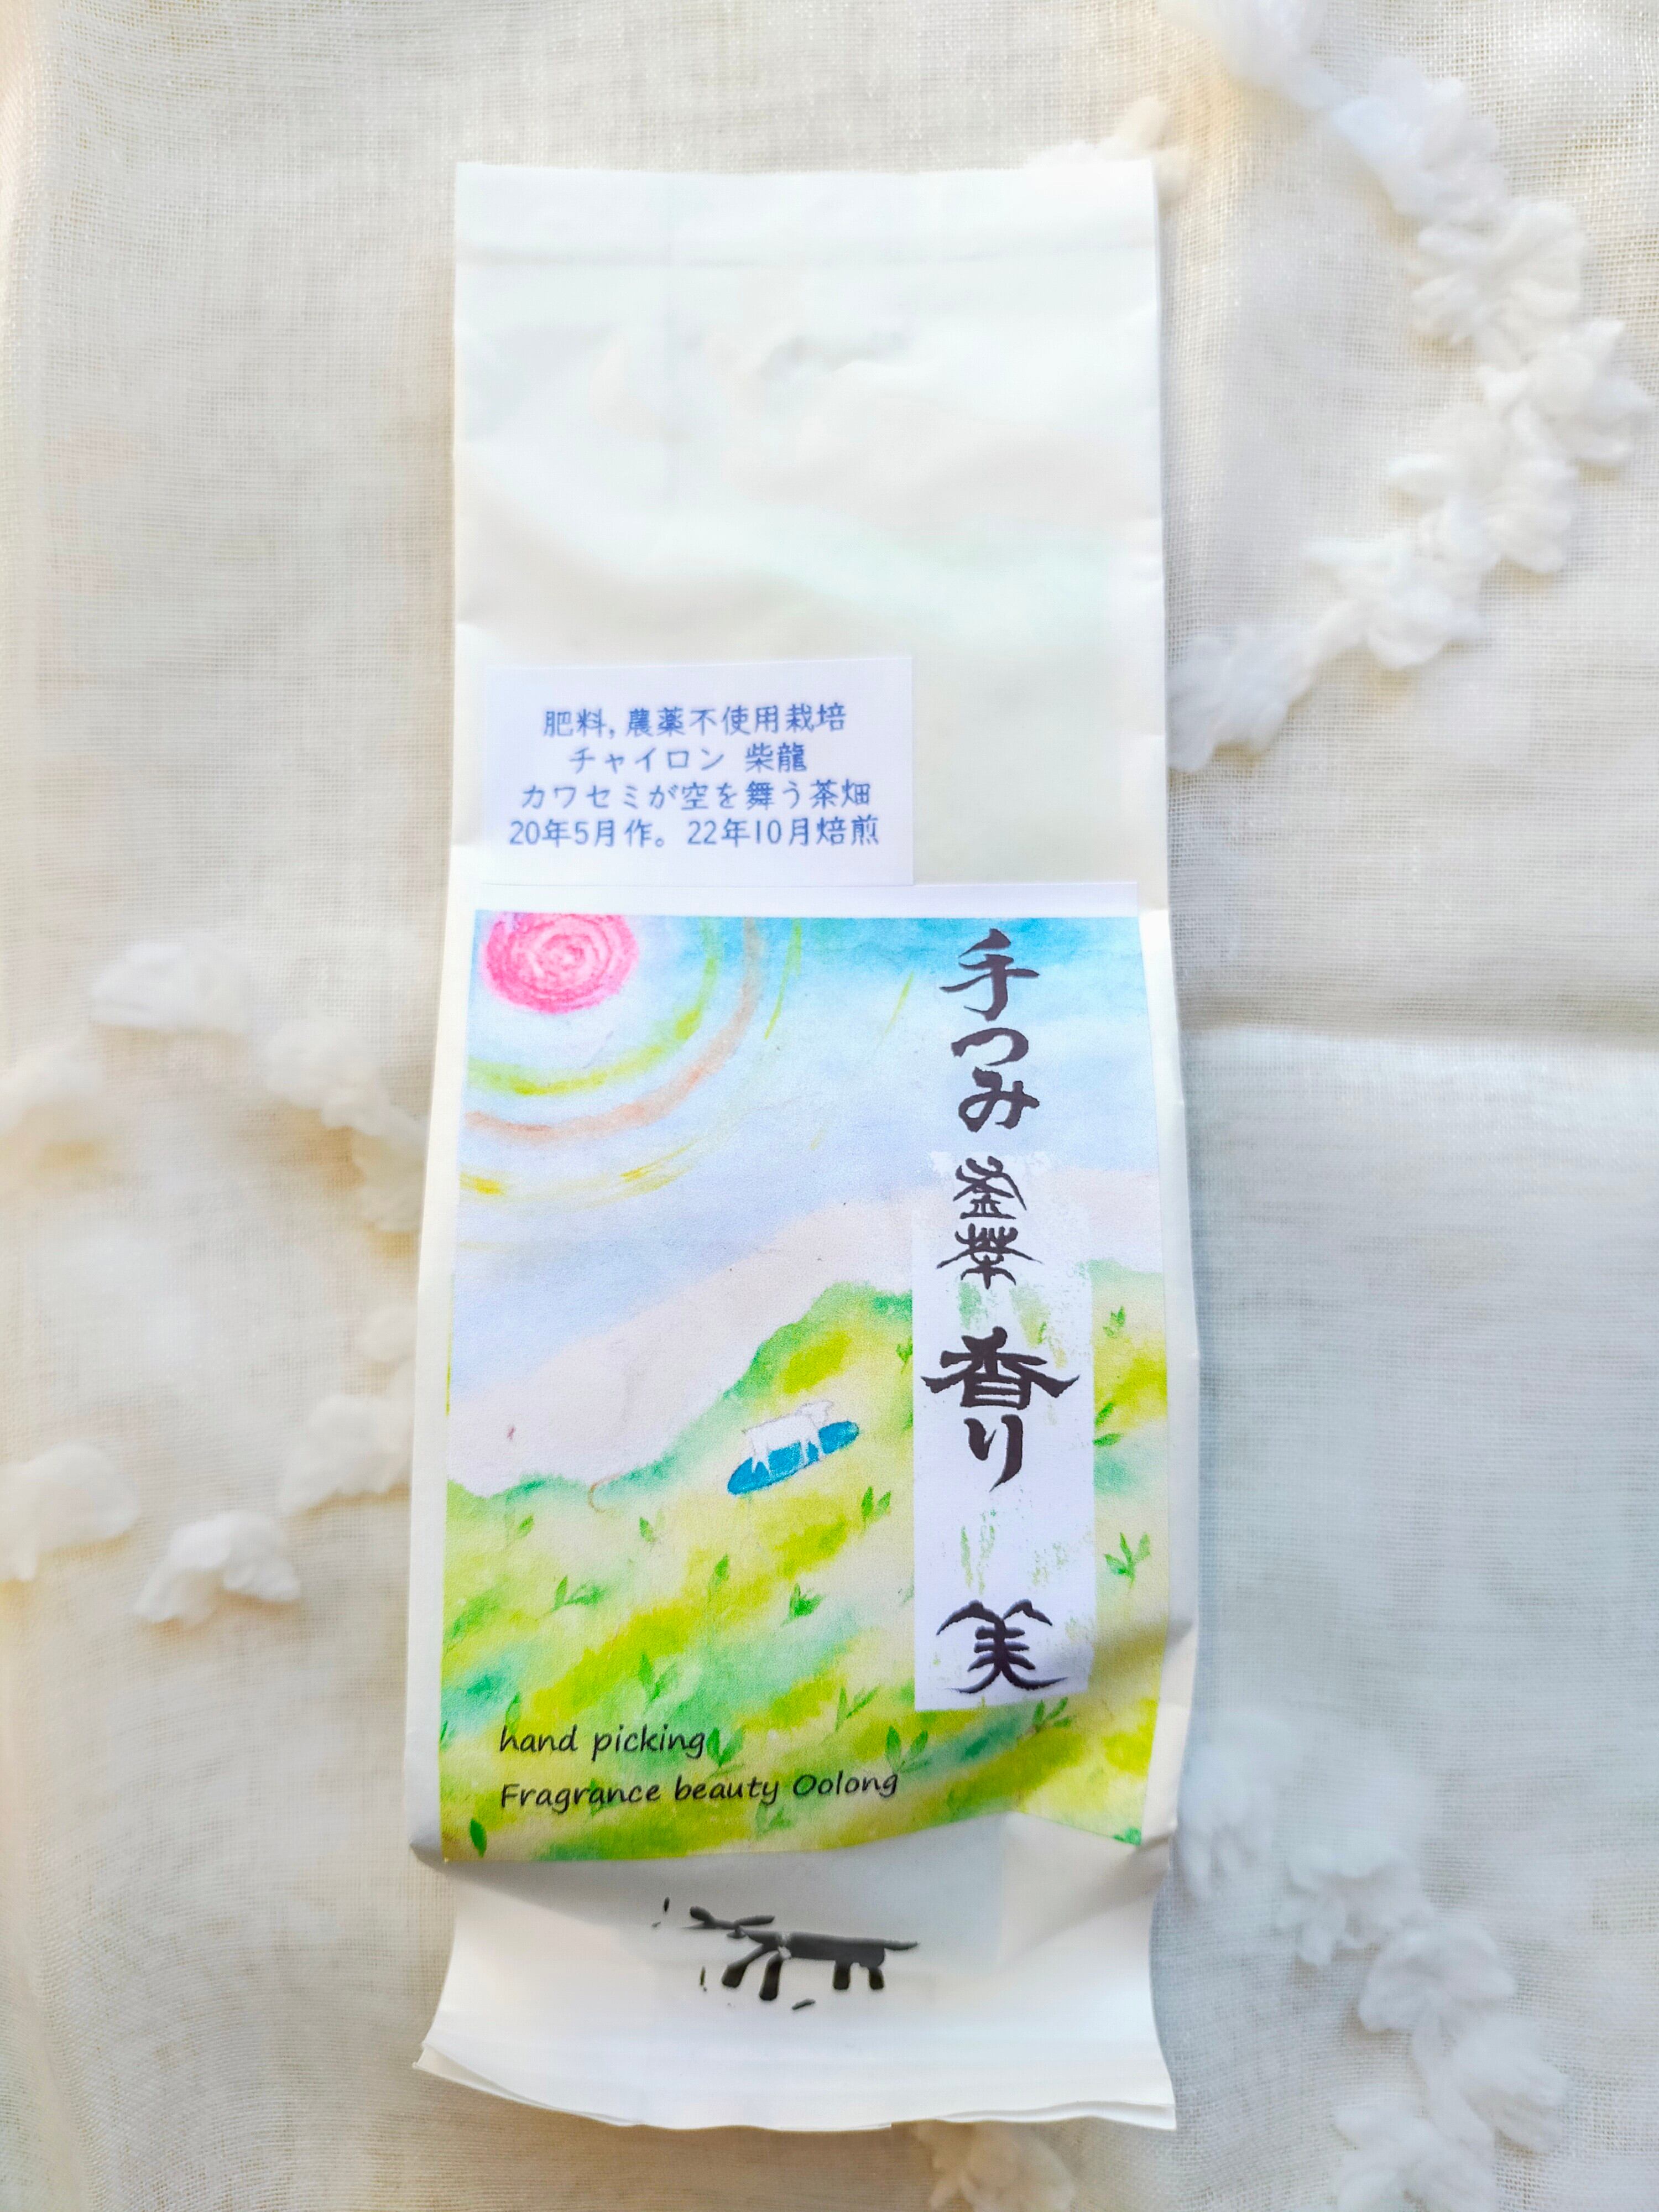 肥料,農薬不使用栽培
チャイロン 柴龍
カワセミが空を舞う茶畑
20年5月作。22年10月焙煎
手つみ 釜茶 香り 美
hand picking
Fragrance beauty Oolong